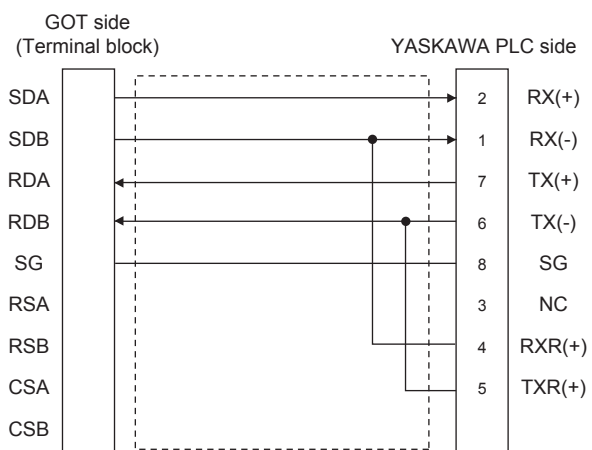 GOT side
(Terminal block)
YASKAWA PLC side
SDA 2 RX(+)
SDB 1 RX(-)
RDA 7 TX(+)
RDB 6 TX(-)
SG 8 SG
RSA 3 NC
RSB 4 RXR(+)
CSA 5 TXR(+)
CSB